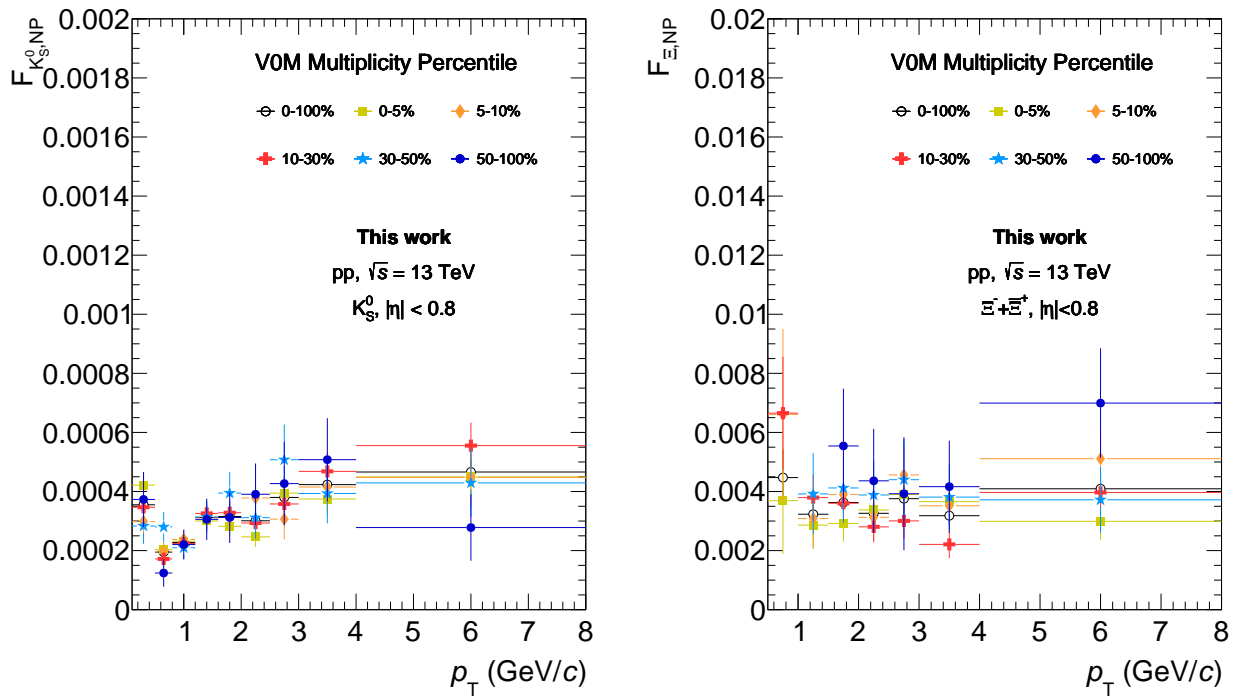 F_{K^0_S,NP}
0.002
0.0018
0.0016
0.0014
0.0012
0.001
0.0008
0.0006
0.0004
0.0002
0
V0M Multiplicity Percentile
0-100% 0-5% 5-10%
10-30% 30-50% 50-100%
This work
pp, √s = 13 TeV
K^0_S, |η| < 0.8
1 2 3 4 5 6 7 8
p_T (GeV/c)
F_{Ξ,NP}
0.02
0.018
0.016
0.014
0.012
0.01
0.008
0.006
0.004
0.002
0
V0M Multiplicity Percentile
0-100% 0-5% 5-10%
10-30% 30-50% 50-100%
This work
pp, √s = 13 TeV
Ξ⁻+Ξ̅⁺, |η|<0.8
1 2 3 4 5 6 7 8
p_T (GeV/c)